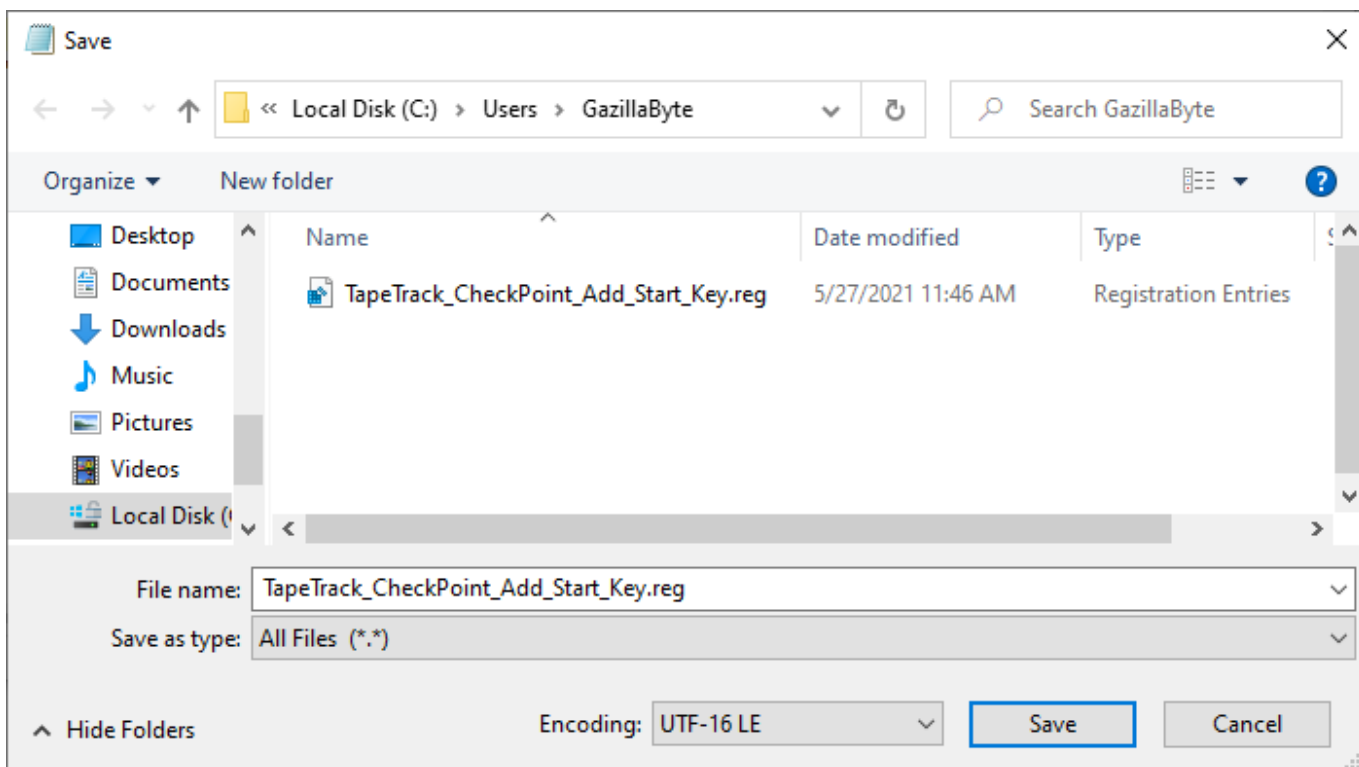 Save
« Local Disk (C:) › Users › GazillaByte
Search GazillaByte
Organize
New folder
?
Desktop
Documents
Downloads
Music
Pictures
Videos
Local Disk (
Name
Date modified
Type
TapeTrack_CheckPoint_Add_Start_Key.reg
5/27/2021 11:46 AM
Registration Entries
File name: TapeTrack_CheckPoint_Add_Start_Key.reg
Save as type: All Files (*.*)
Hide Folders
Encoding: UTF-16 LE
Save
Cancel